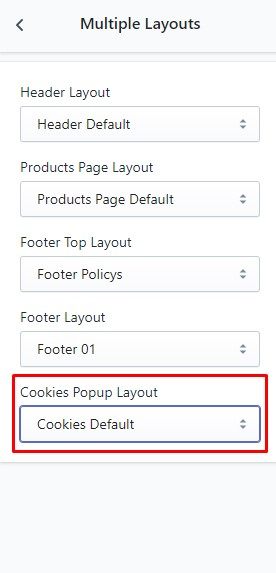 Multiple Layouts
Header Layout
Header Default
Products Page Layout
Products Page Default
Footer Top Layout
Footer Policys
Footer Layout
Footer 01
Cookies Popup Layout
Cookies Default